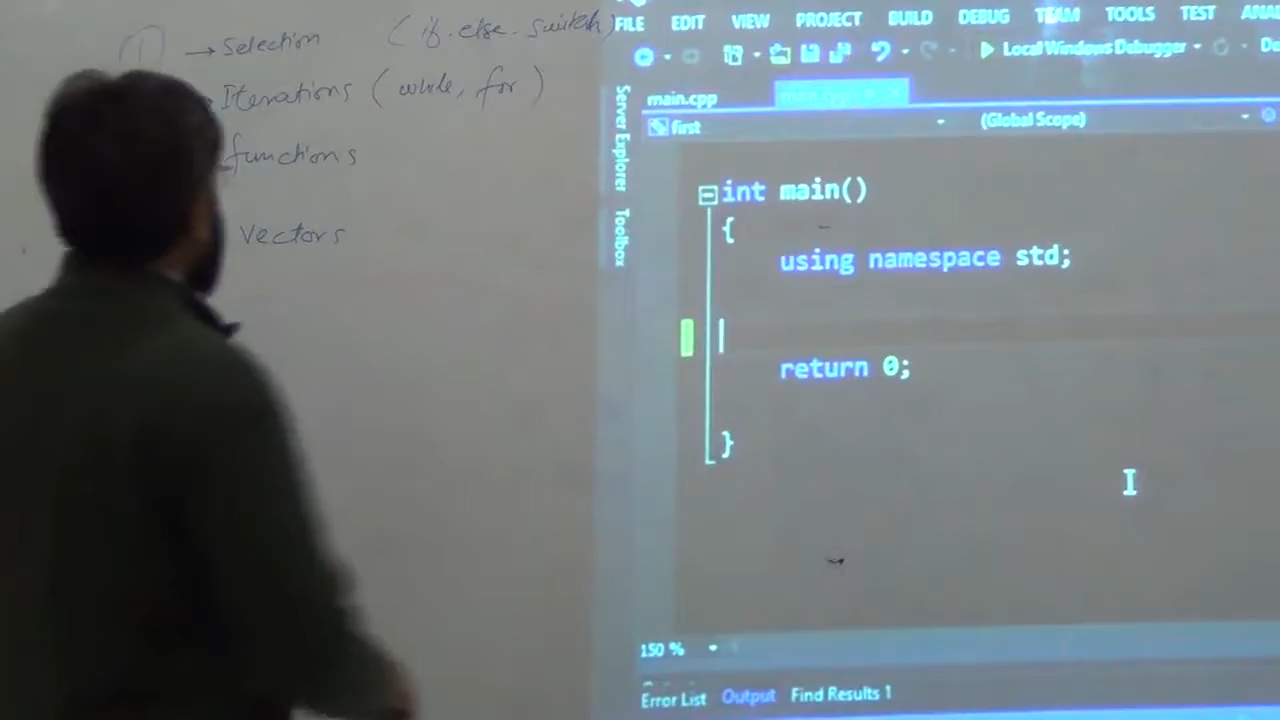 ① → Selection (if.else.switch)
Iterations (while, for)
functions
vectors
FILE EDIT VIEW PROJECT BUILD DEBUG TEAM TOOLS TEST
Local Windows Debugger
Server Explorer
Toolbox
main.cpp
first (Global Scope)
int main()
{
using namespace std;
return 0;
}
150 %
Error List Output Find Results 1